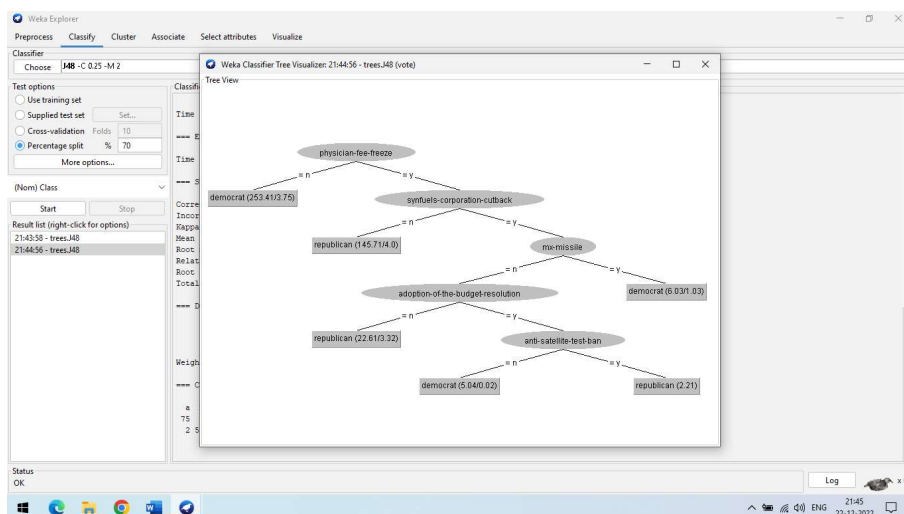 Weka Explorer
Preprocess Classify Cluster Associate Select attributes Visualize
Classifier
Choose J48 -C 0.25 -M 2
Test options
Use training set
Supplied test set Set...
Cross-validation Folds 10
Percentage split % 70
More options...
(Nom) Class
Start Stop
Result list (right-click for options)
21:43:58 - trees.J48
21:44:56 - trees.J48
Classifi
Time
=== E
Time
=== S
Corre
Incor
Kappa
Mean
Root
Relat
Root
Total
=== D
Weigh
=== C
a
75
2 5
Weka Classifier Tree Visualizer: 21:44:56 - trees.J48 (vote)
Tree View
physician-fee-freeze
= n = y
democrat (253.41/3.75) synfuels-corporation-cutback
= n = y
republican (145.71/4.0) mx-missile
= n = y
adoption-of-the-budget-resolution democrat (6.03/1.03)
= n = y
republican (22.61/3.32) anti-satellite-test-ban
= n = y
democrat (5.04/0.02) republican (2.21)
Status
OK
Log x
ENG 21:45
22-12-2022